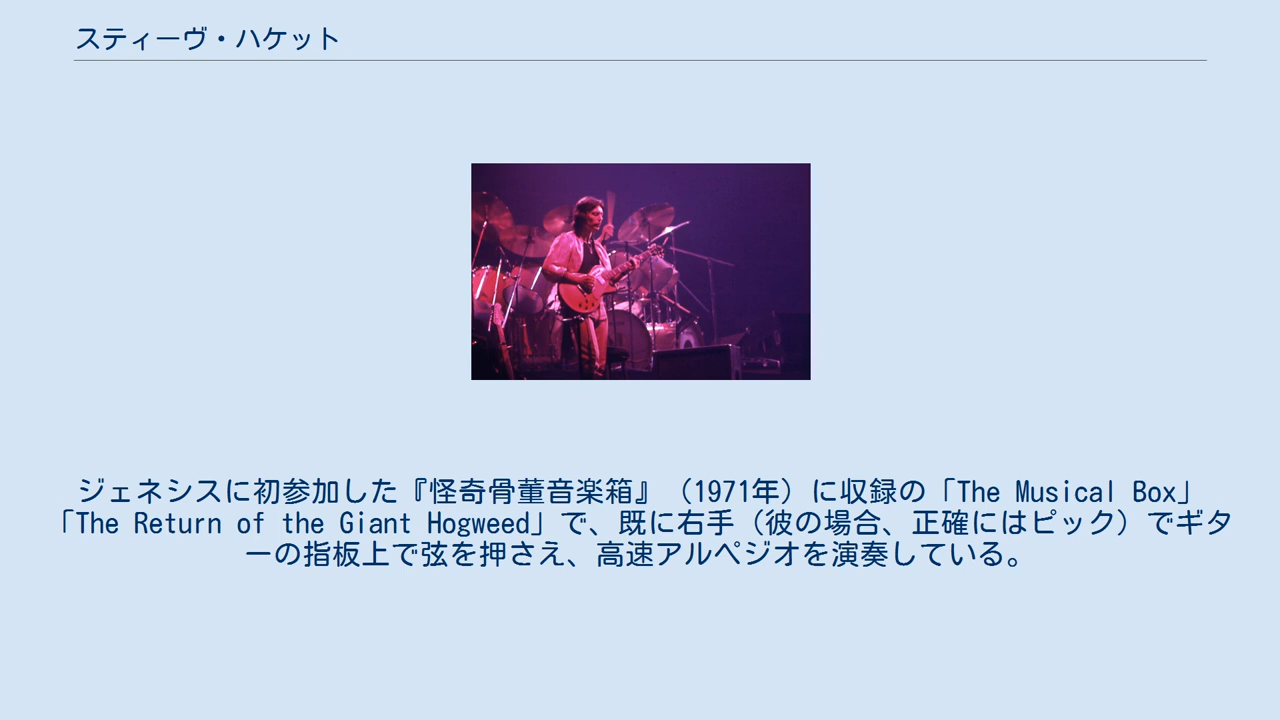 スティーヴ・ハケット
ジェネシスに初参加した『怪奇骨董音楽箱』（1971年）に収録の「The Musical Box」
「The Return of the Giant Hogweed」で、既に右手（彼の場合、正確にはピック）でギタ
ーの指板上で弦を押さえ、高速アルペジオを演奏している。